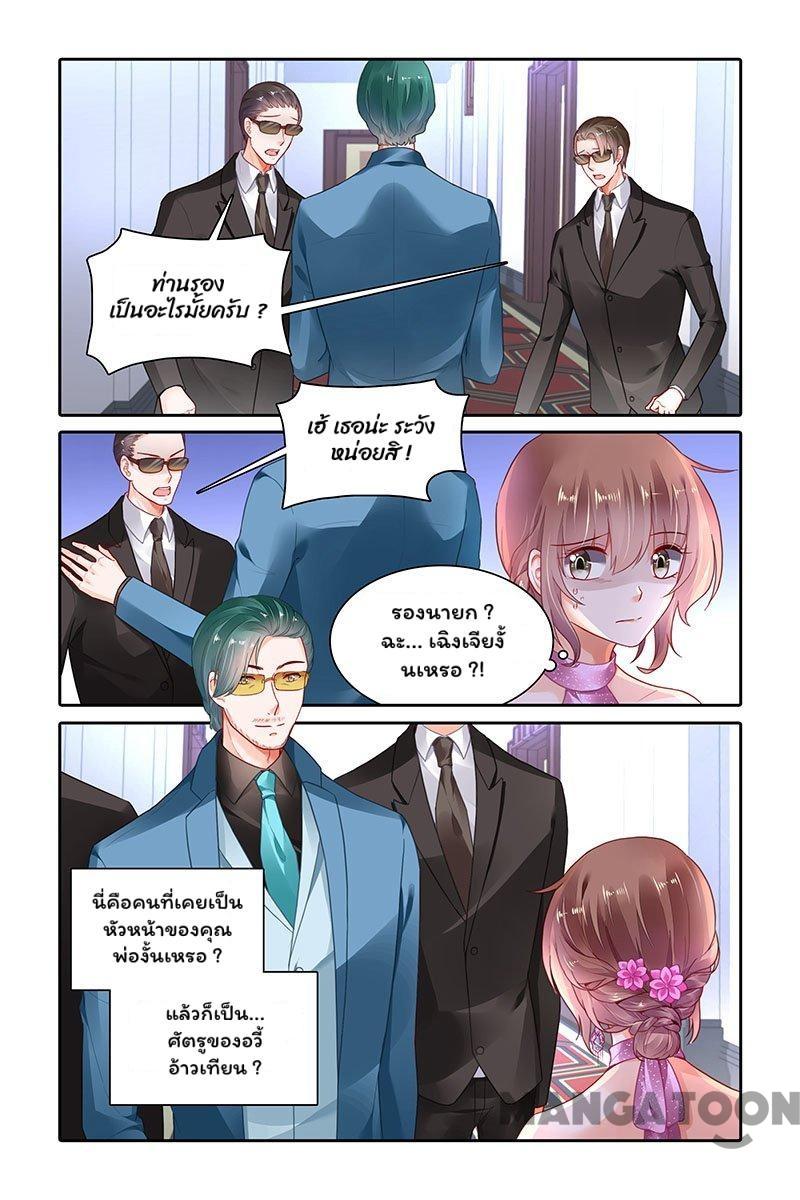 ท่านรอง
เป็นอะไรมั้ยครับ ?
เฮ้ เธอน่ะ ระวัง
หน่อยสิ !
รองนายก ?
ฉะ... เฉิงเจียงั้
นเหรอ ?!
นี่คือคนที่เคยเป็น
หัวหน้าของคุณ
พ่องั้นเหรอ ?
แล้วก็เป็น...
ศัตรูของอวี้
อ้าวเทียน ?
MANGATOON